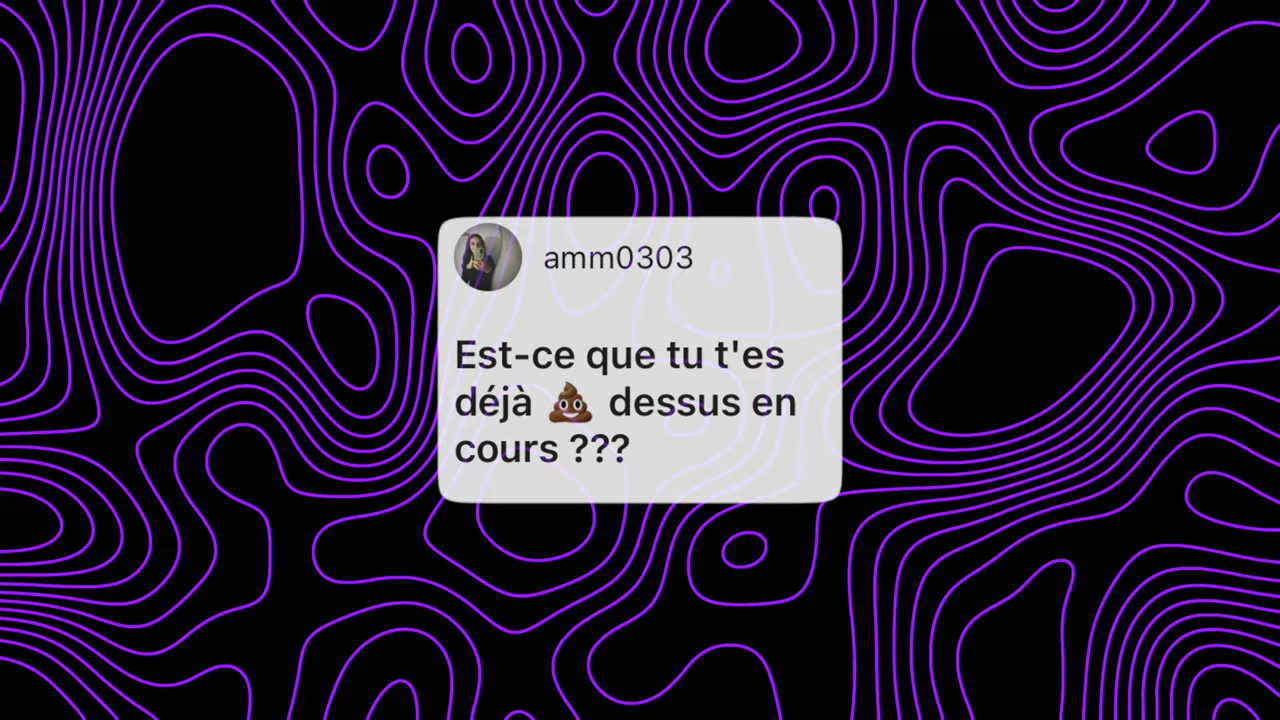 amm0303
Est-ce que tu t'es
déjà 💩 dessus en
cours ???